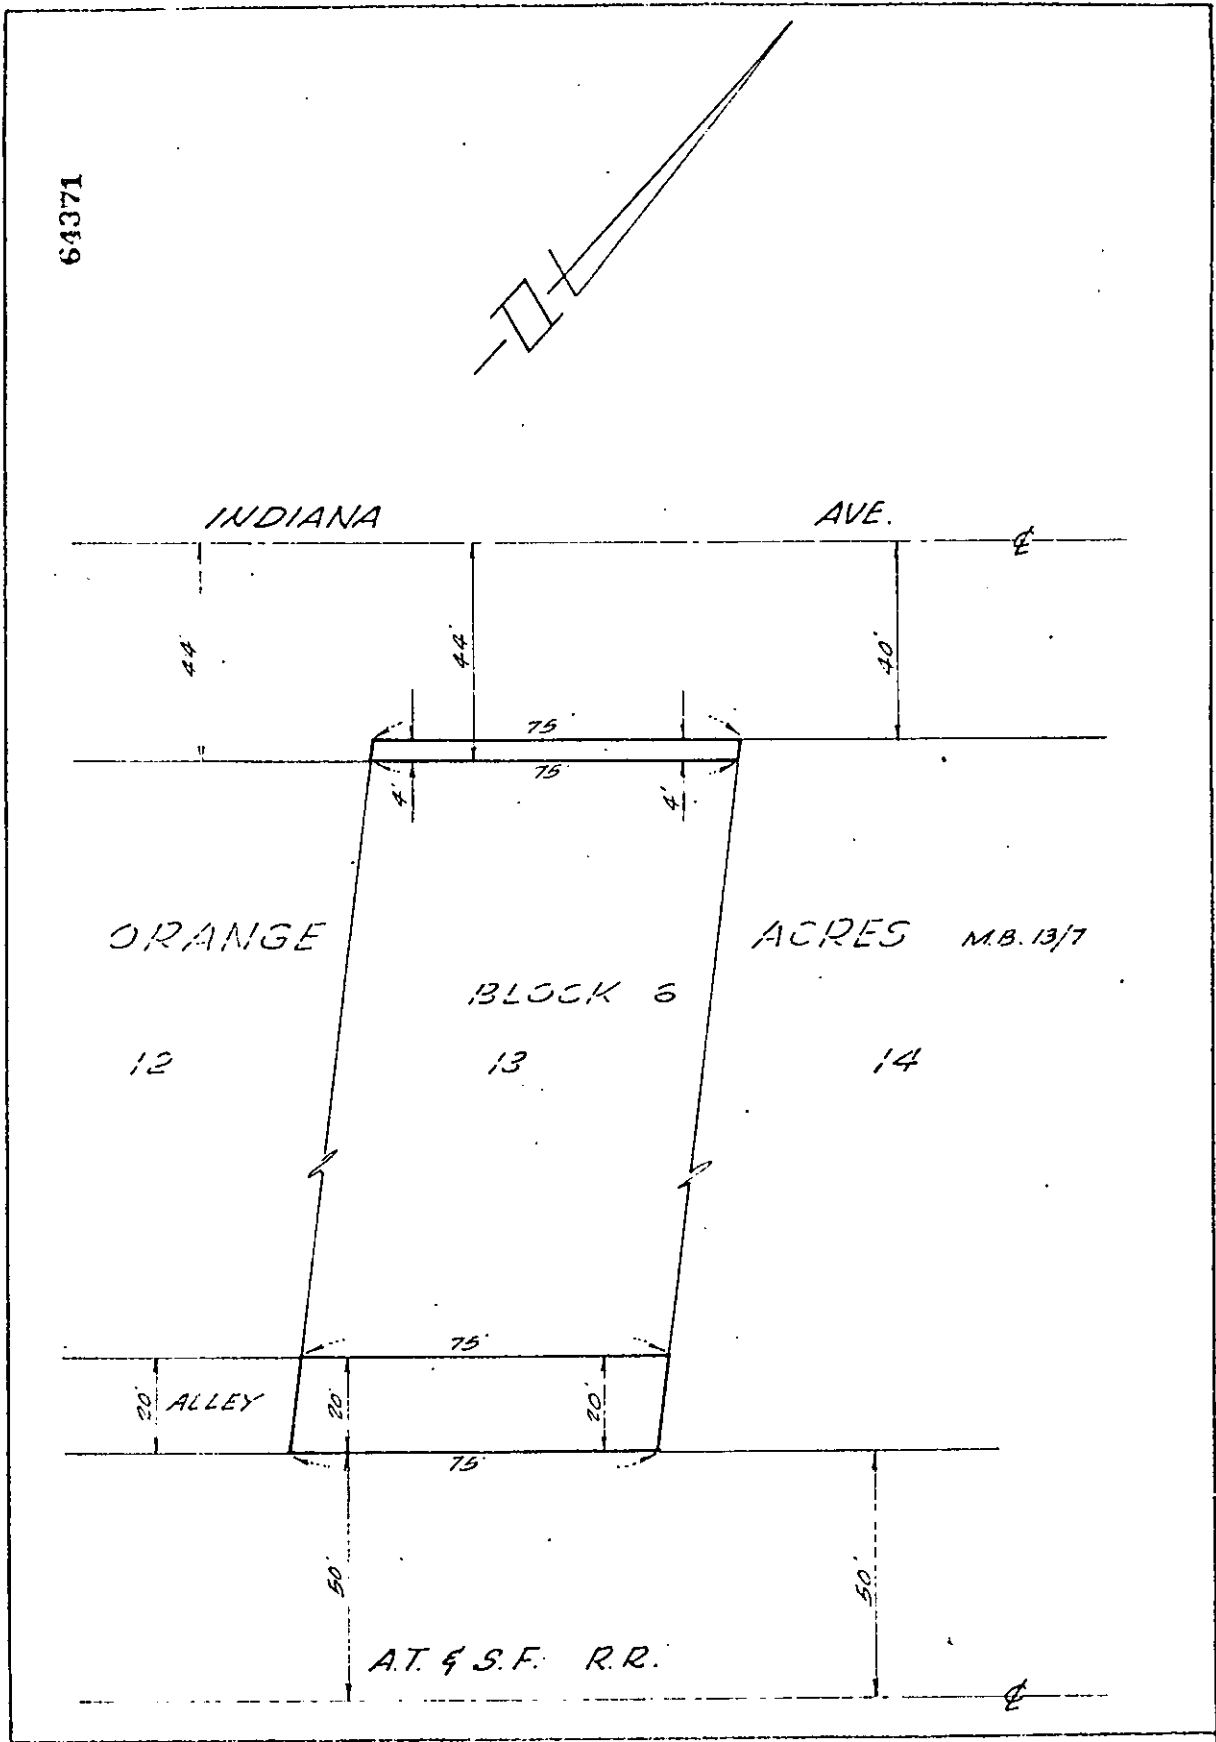 64371
INDIANA AVE.
℄
44'
44'
40'
75'
75'
4'
4'
ORANGE ACRES M.B. 13/7
BLOCK 6
12 13 14
75'
20' ALLEY 20' 20'
75'
50' 50'
A.T. & S.F. R.R.
℄